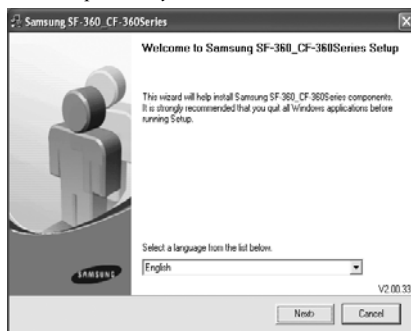 Samsung SF-360_CF-360Series
Welcome to Samsung SF-360_CF-360Series Setup
This wizard will help install Samsung SF-360_CF-360Series components.
It is strongly recommended that you quit all Windows applications before
running Setup.
Select a language from the list below.
English
SAMSUNG
V2.00.33
Next>
Cancel